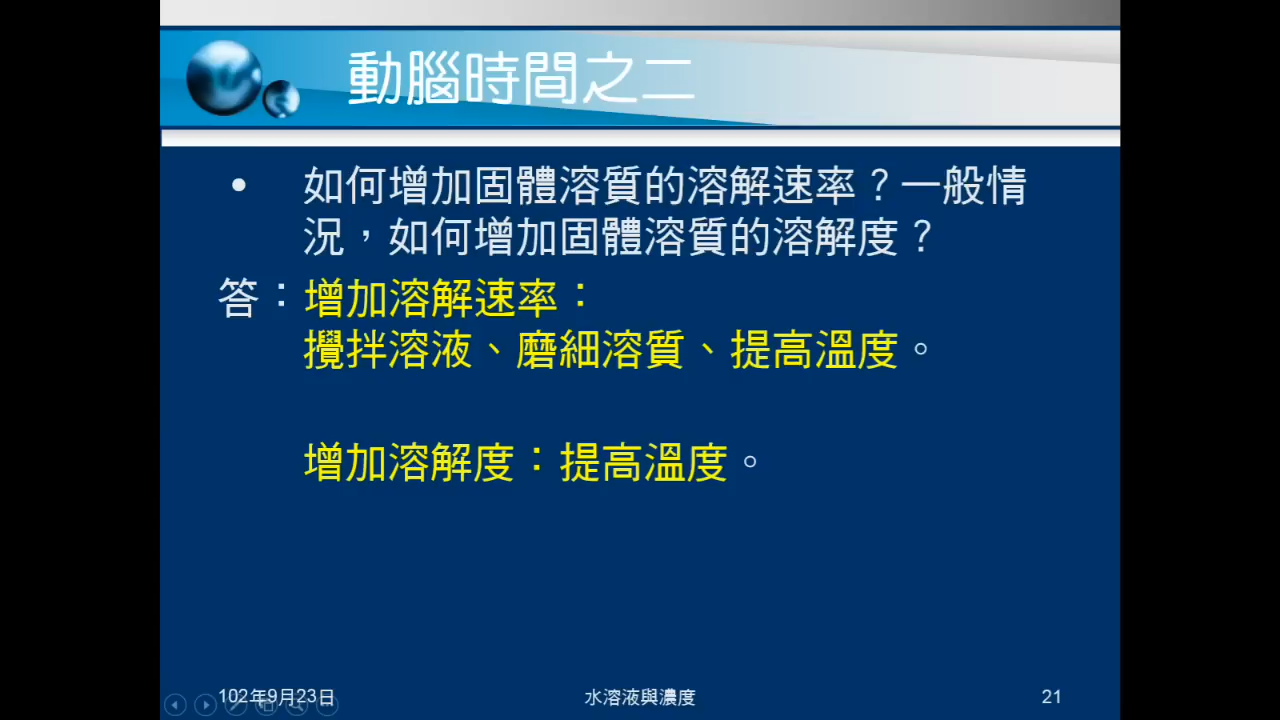 動腦時間之二
• 如何增加固體溶質的溶解速率？一般情
況，如何增加固體溶質的溶解度？
答：增加溶解速率：
攪拌溶液、磨細溶質、提高溫度。
增加溶解度：提高溫度。
102年9月23日
水溶液與濃度
21